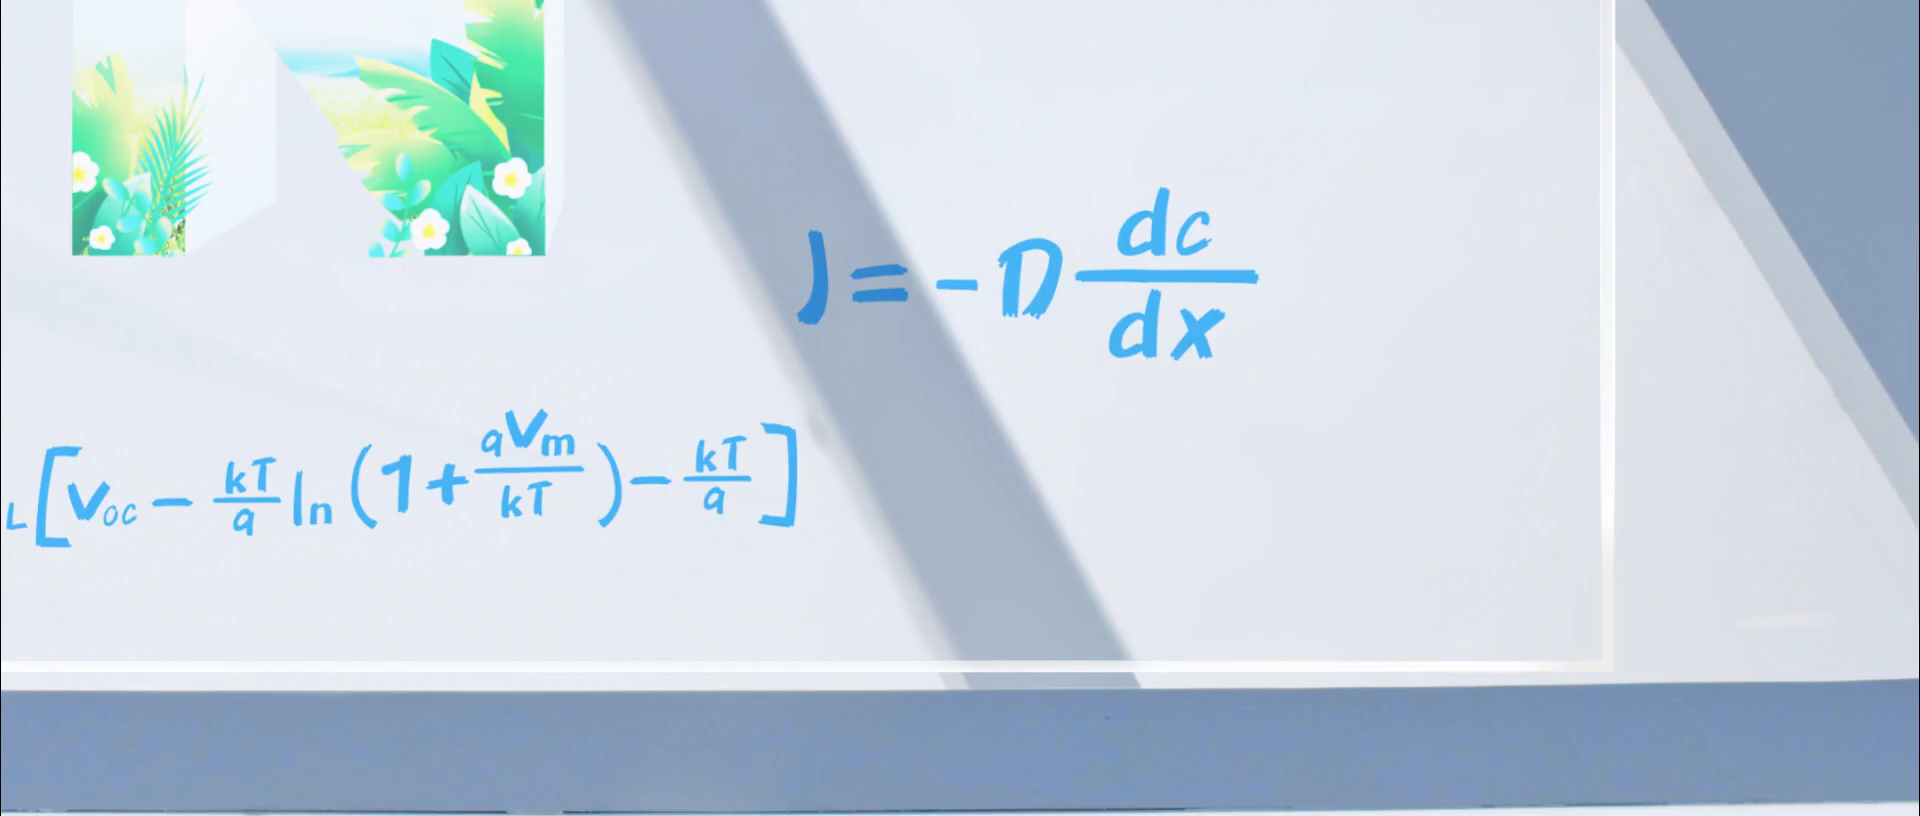 J = -D dc/dx
L [Voc - kT/q ln (1 + qVm/kT) - kT/q]